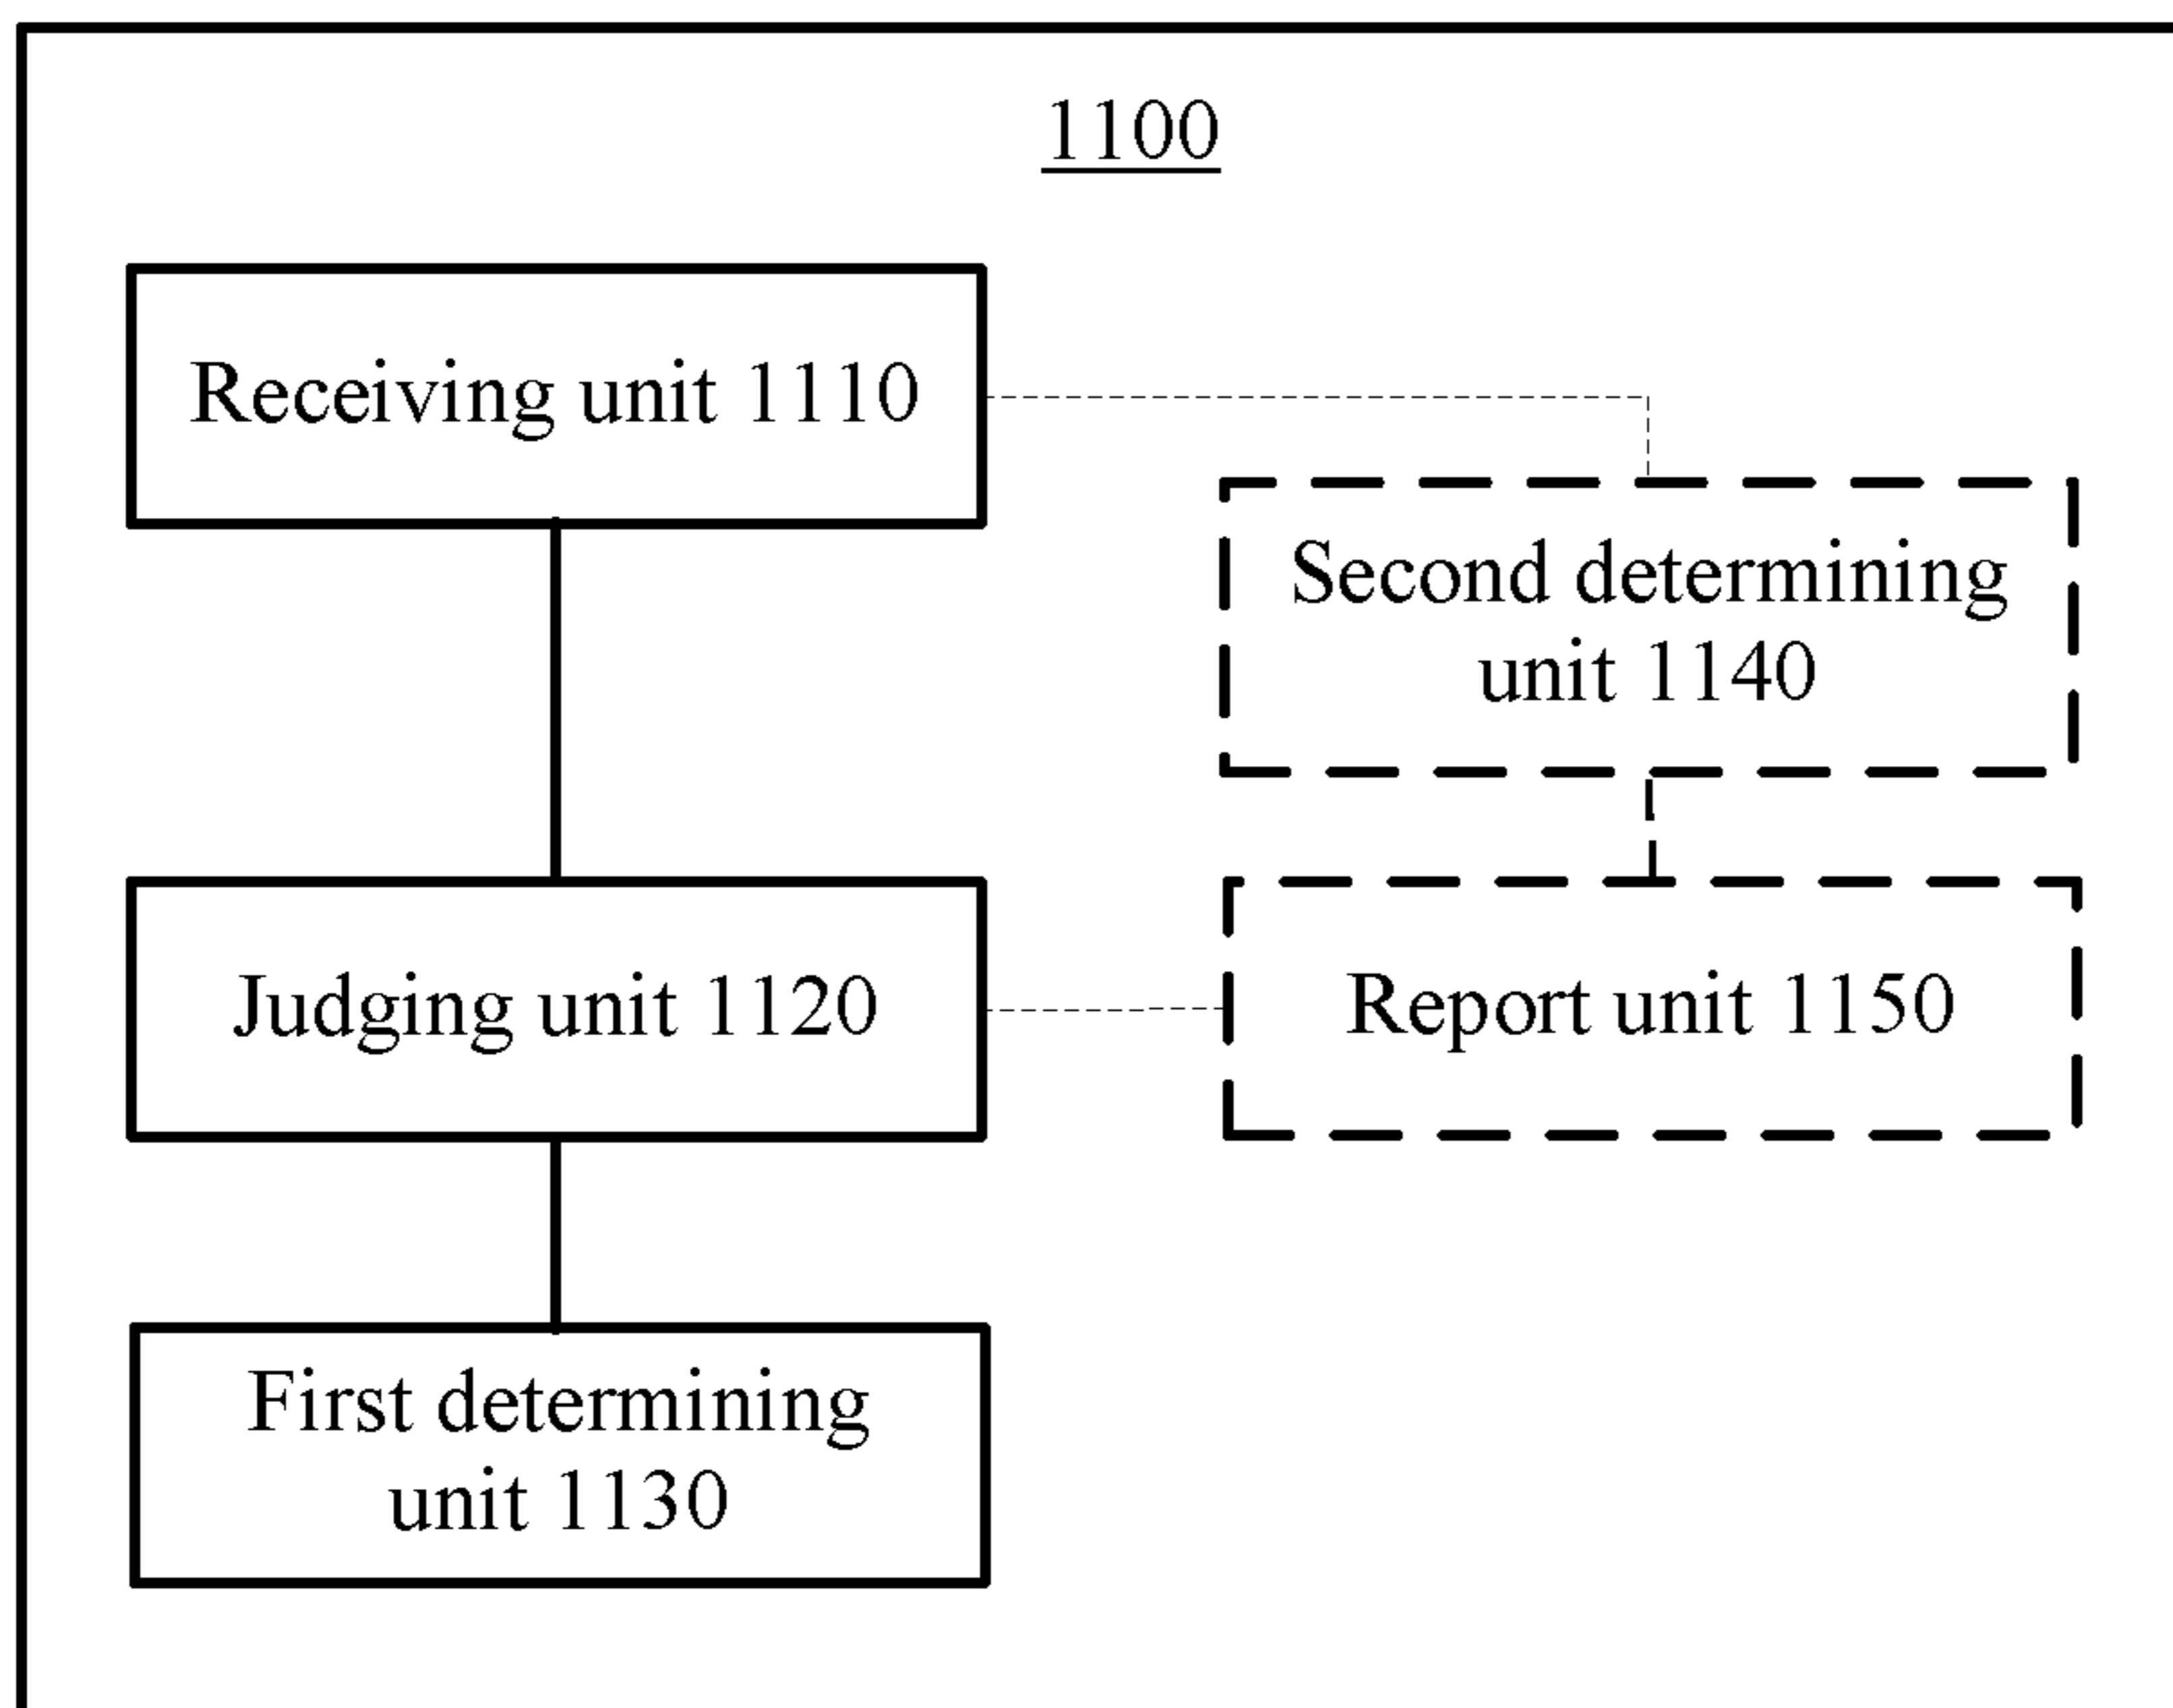 1100
Receiving unit 1110
Second determining
unit 1140
Judging unit 1120
Report unit 1150
First determining
unit 1130